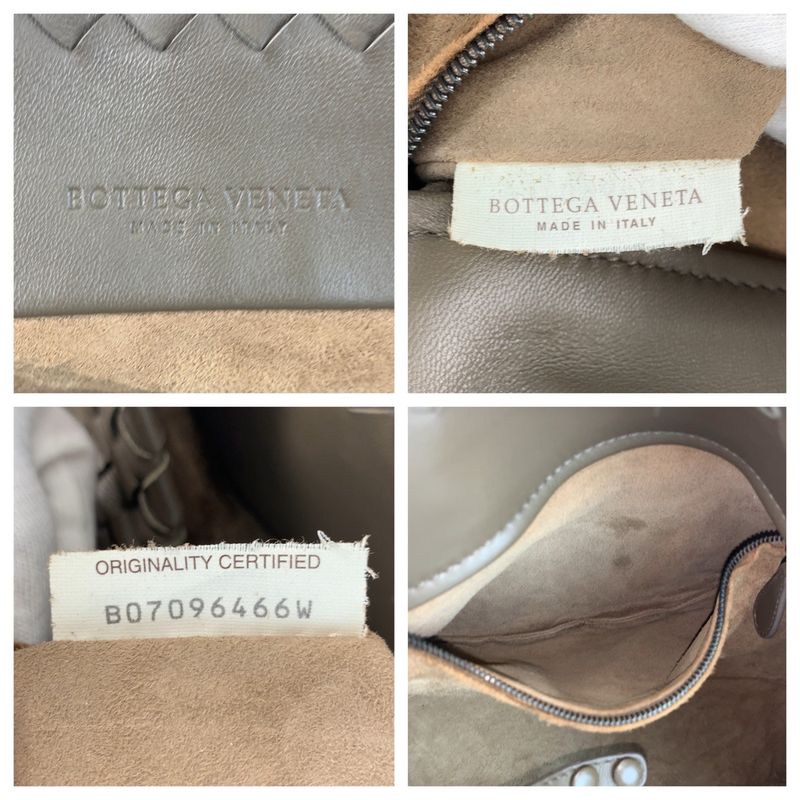 BOTTEGA VENETA
MADE IN ITALY
BOTTEGA VENETA
MADE IN ITALY
ORIGINALITY CERTIFIED
B07096466W